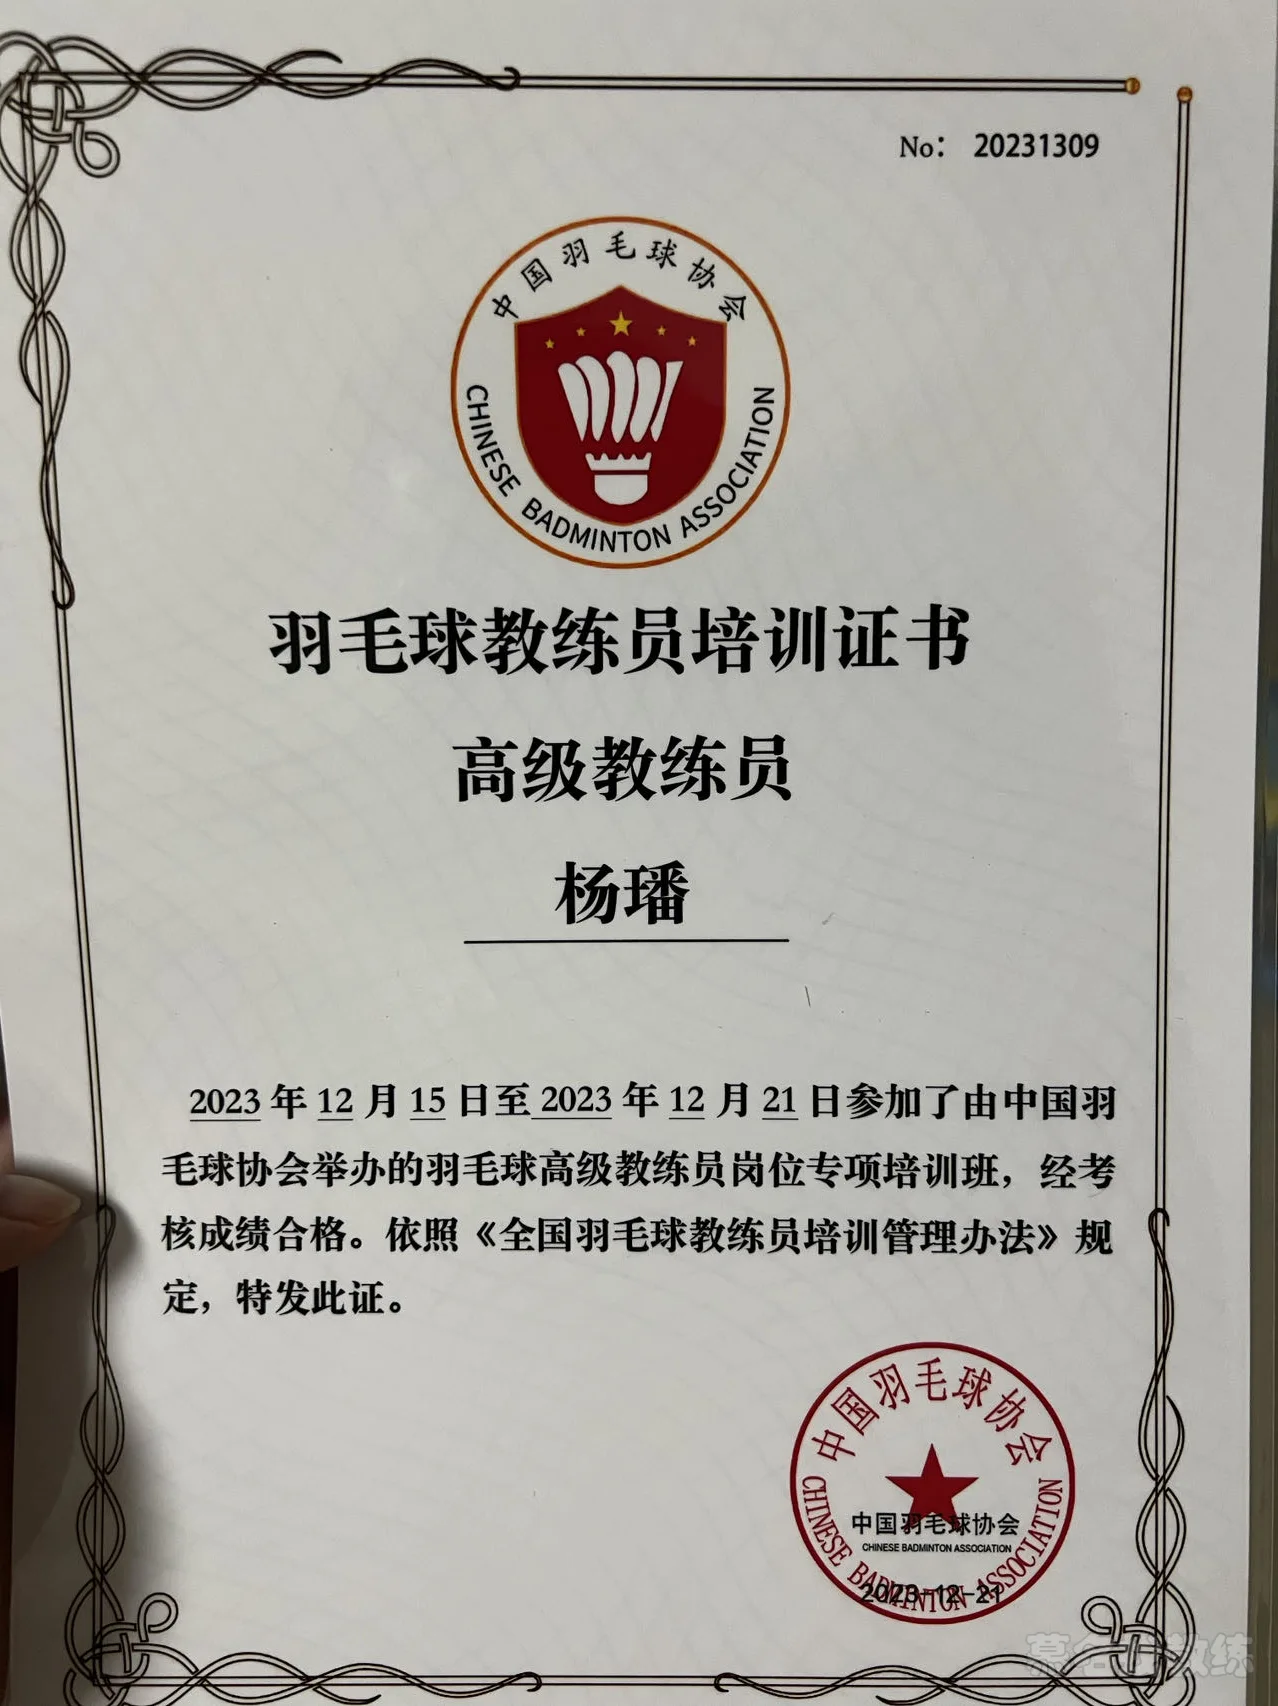 No: 20231309
中国羽毛球协会
CHINESE BADMINTON ASSOCIATION
羽毛球教练员培训证书
高级教练员
杨璠
2023年12月15日至2023年12月21日参加了由中国羽
毛球协会举办的羽毛球高级教练员岗位专项培训班，经考
核成绩合格。依照《全国羽毛球教练员培训管理办法》规
定，特发此证。
中国羽毛球协会
中国羽毛球协会
CHINESE BADMINTON ASSOCIATION
CHINESE BADMINTON ASSOCIATION
2023-12-21